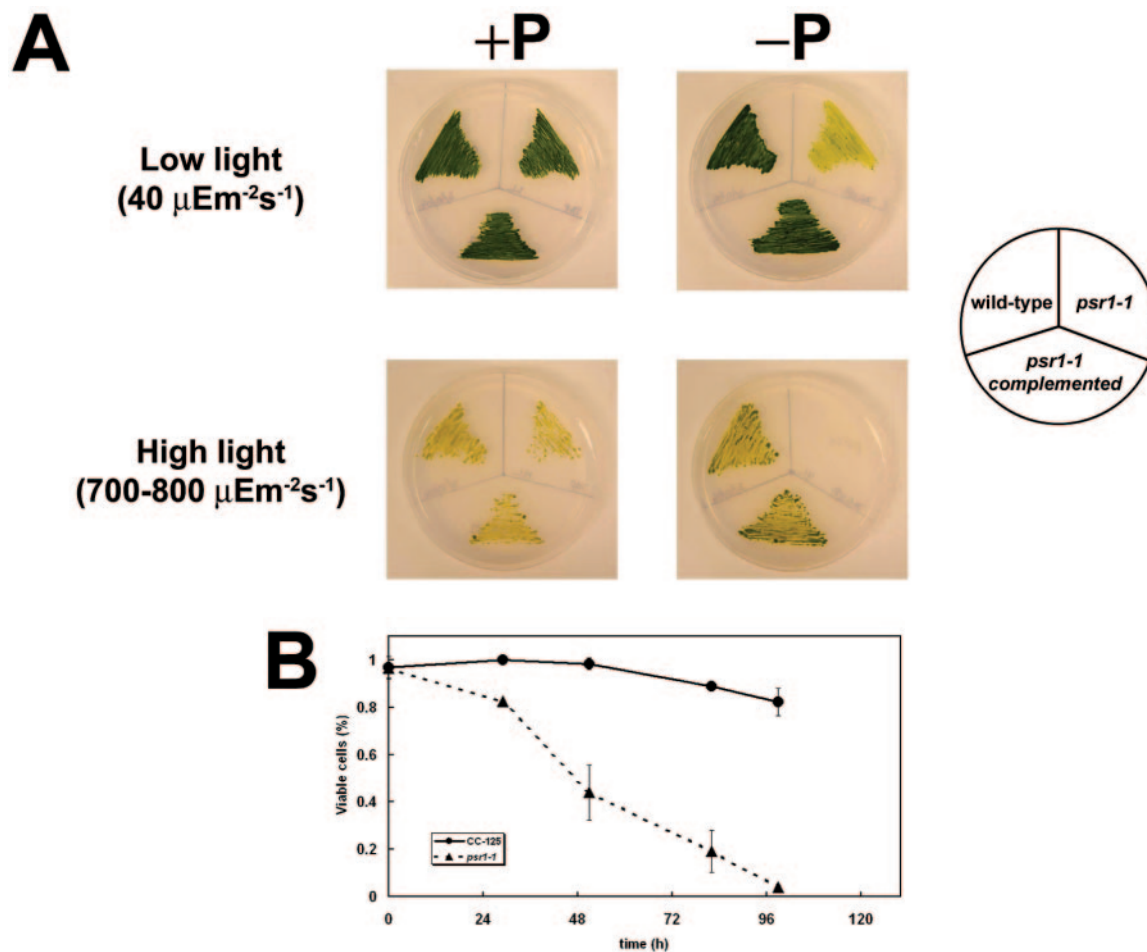 A
+P
−P
Low light
(40 µEm⁻²s⁻¹)
wild-type
psr1-1
psr1-1
complemented
High light
(700-800 µEm⁻²s⁻¹)
B
Viable cells (%)
1
0.8
0.6
0.4
0.2
0
CC-125
psr1-1
0 24 48 72 96 120
time (h)